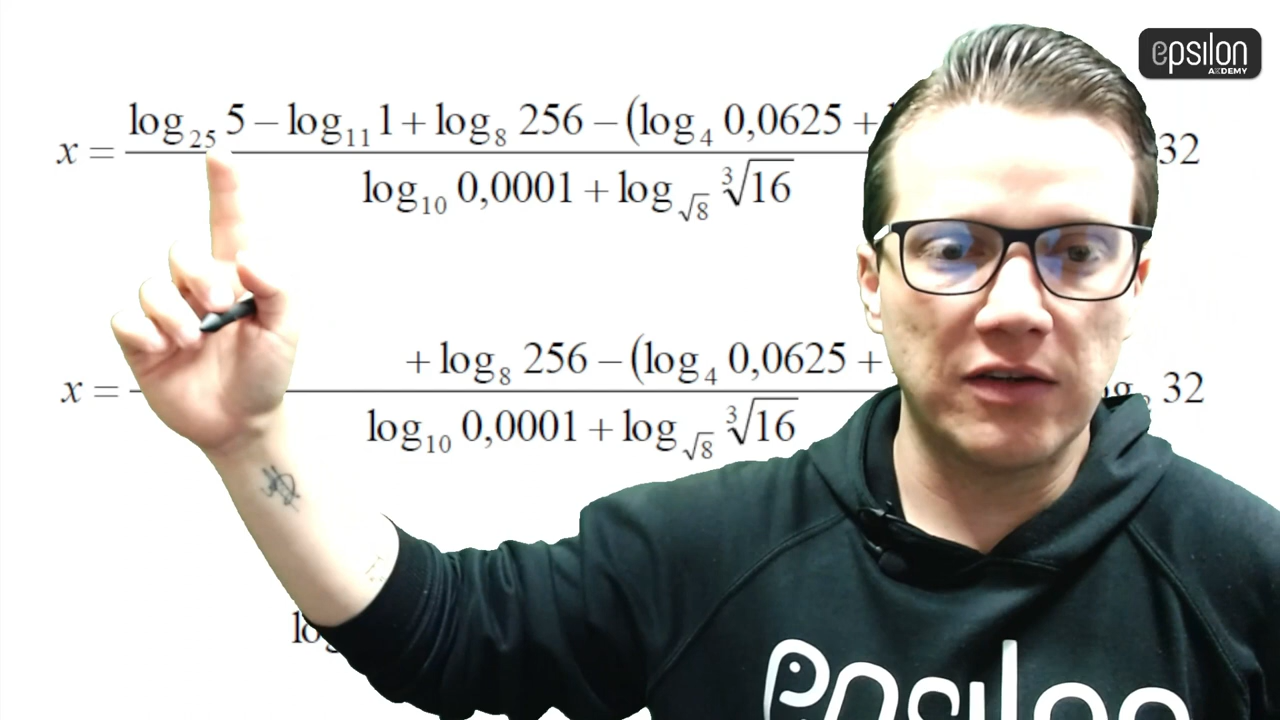 epsilon
AXDEMY
x = log₂₅ 5 − log₁₁ 1 + log₈ 256 − (log₄ 0,0625 + 32
log₁₀ 0,0001 + log_√8 ∛16
x = + log₈ 256 − (log₄ 0,0625 + 32
log₁₀ 0,0001 + log_√8 ∛16
epsilon